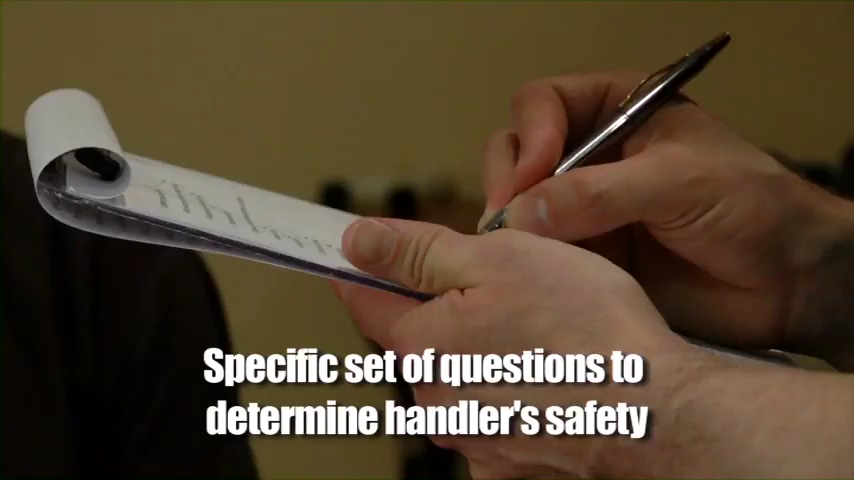 Specific set of questions to
determine handler's safety